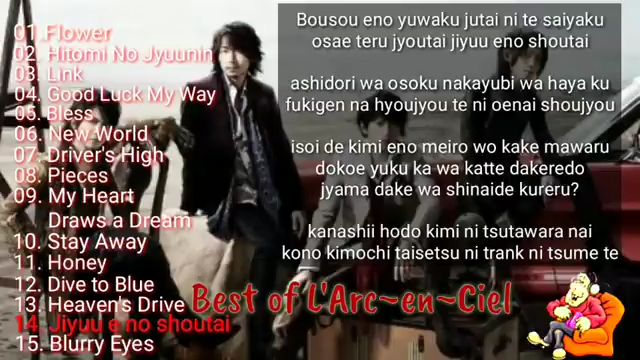 01.Flower
02. Hitomi No Jyuunin
03. Link
04. Good Luck My Way
05. Bless
06. New World
07. Driver's High
08. Pieces
09. My Heart
Draws a Dream
10. Stay Away
11. Honey
12. Dive to Blue
13. Heaven's Drive
14. Jiyuu e no shoutai
15. Blurry Eyes
Bousou eno yuwaku jutai ni te saiyaku
osae teru jyoutai jiyuu eno shoutai
ashidori wa osoku nakayubi wa haya ku
fukigen na hyoujyou te ni oenai shoujyou
isoi de kimi eno meiro wo kake mawaru
dokoe yuku ka wa katte dakeredo
jyama dake wa shinaide kureru?
kanashii hodo kimi ni tsutawara nai
kono kimochi taisetsu ni trank ni tsume te
Best of L'Arc~en~Ciel